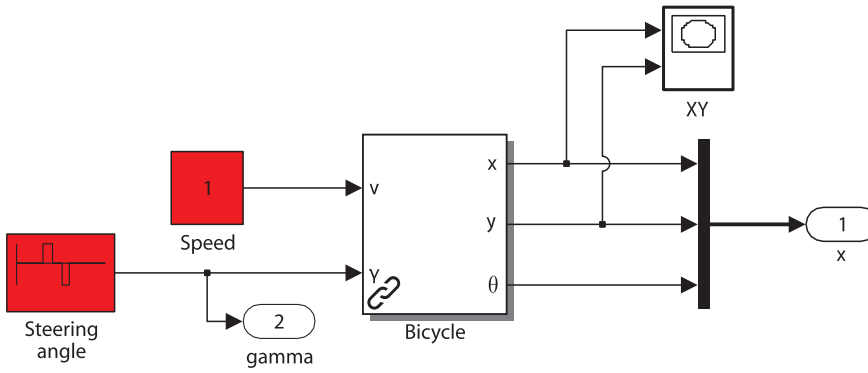 XY
x
1
v
y
Speed
1
x
γ
θ
Steering
angle
2
gamma
Bicycle